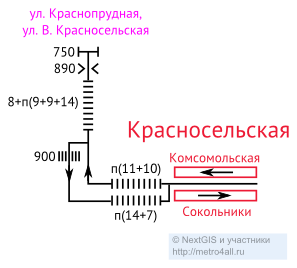 ул. Краснопрудная,
ул. В. Красносельская
750
890
8+п(9+9+14)
Красносельская
900
п(11+10)
Комсомольская
п(14+7)
Сокольники
© NextGIS и участники
http://metro4all.ru